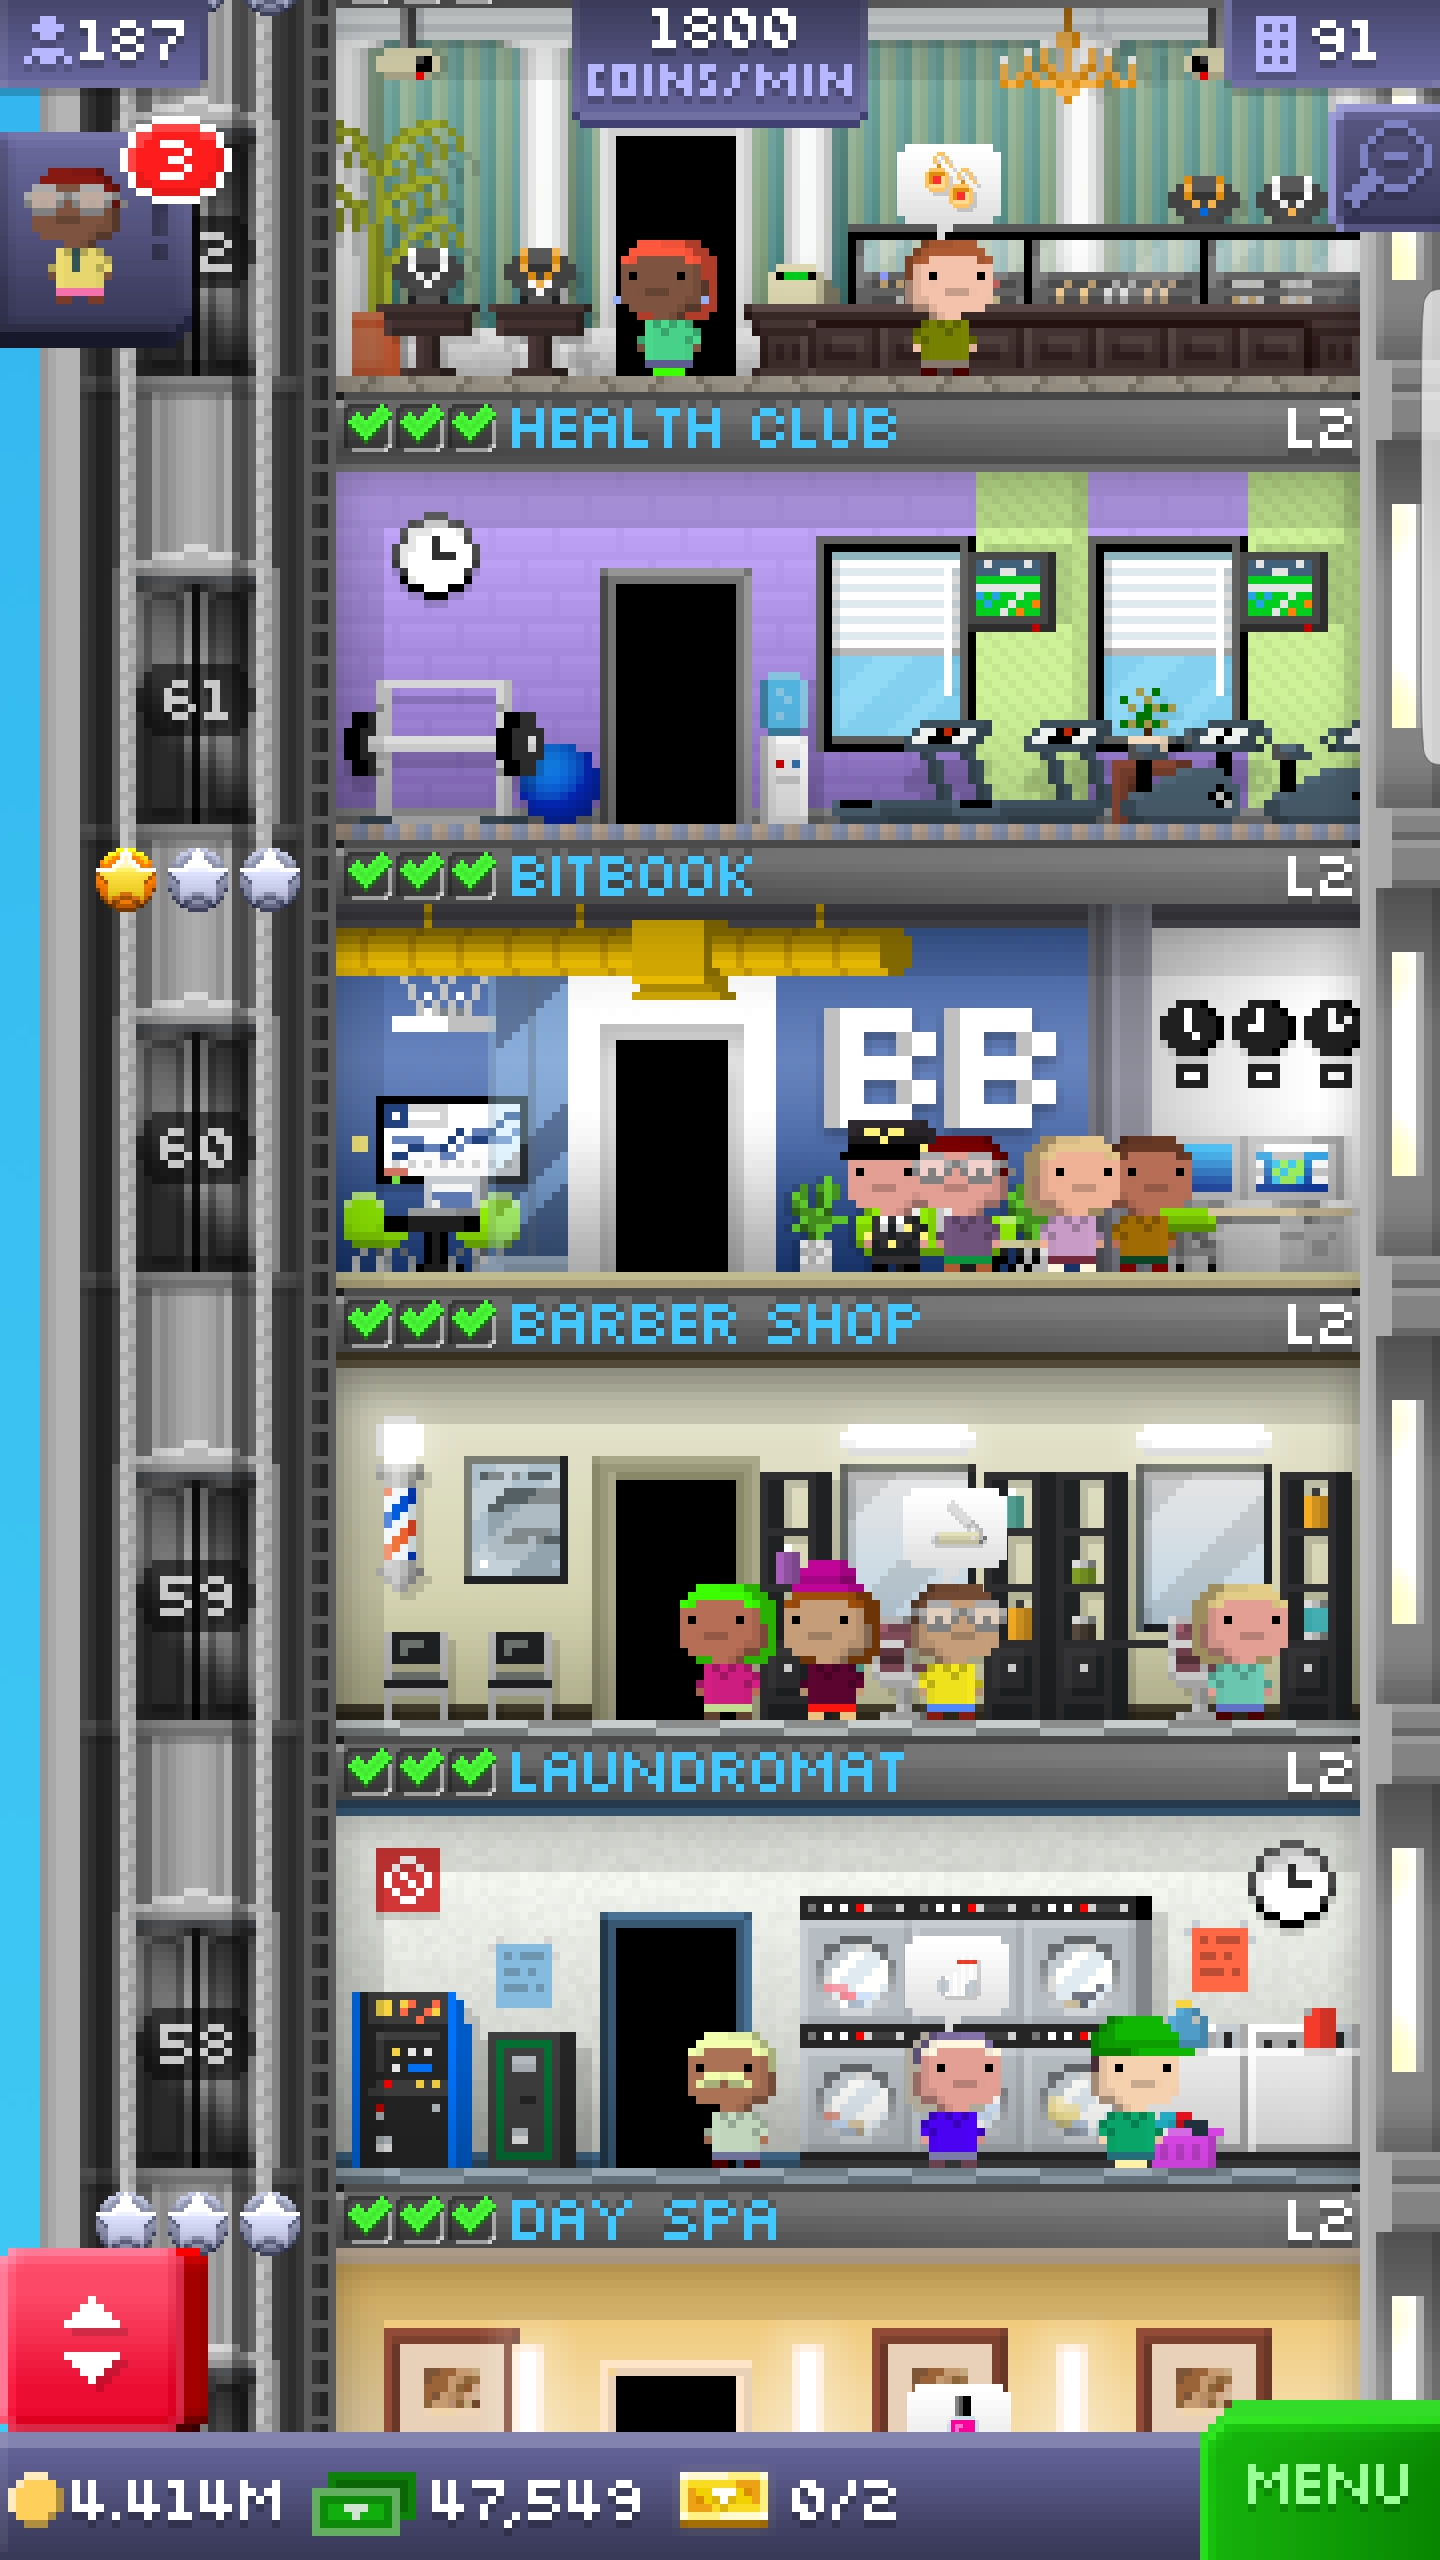 187
1800
COINS/MIN
91
3
2
HEALTH CLUB
L2
61
BITBOOK
L2
BB
60
BARBER SHOP
L2
59
LAUNDROMAT
L2
58
DAY SPA
L2
4.414M
47,549
0/2
MENU